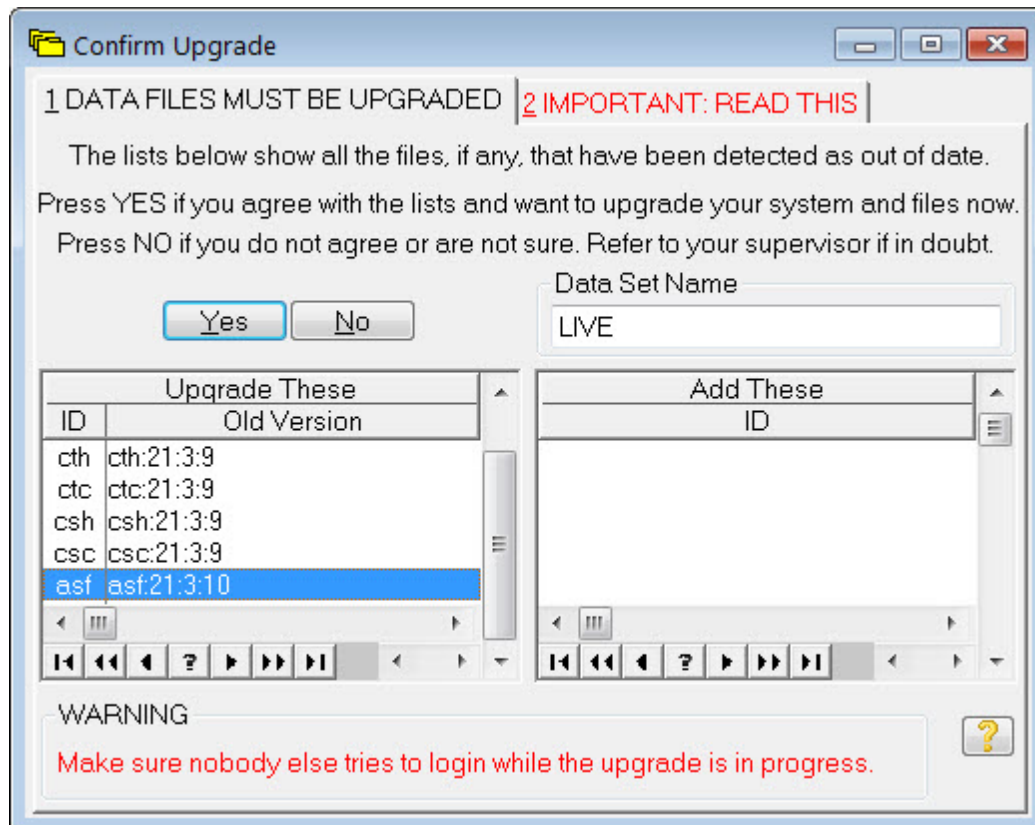 Confirm Upgrade
1 DATA FILES MUST BE UPGRADED
2 IMPORTANT: READ THIS
The lists below show all the files, if any, that have been detected as out of date.
Press YES if you agree with the lists and want to upgrade your system and files now.
Press NO if you do not agree or are not sure. Refer to your supervisor if in doubt.
Yes
No
Data Set Name
LIVE
Upgrade These
ID Old Version
cth cth:21:3:9
ctc ctc:21:3:9
csh csh:21:3:9
csc csc:21:3:9
asf asf:21:3:10
Add These
ID
WARNING
Make sure nobody else tries to login while the upgrade is in progress.